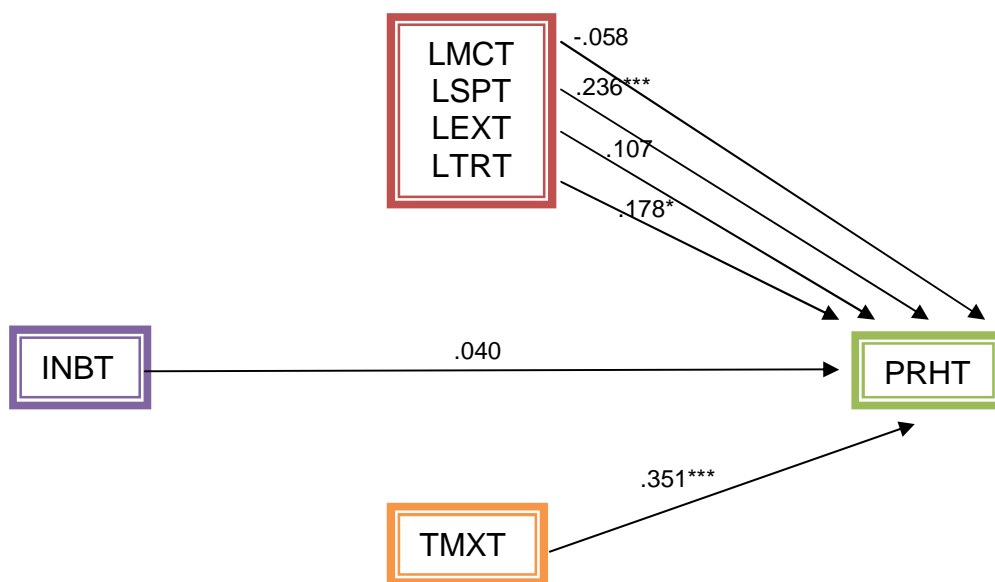 LMCT
LSPT
LEXT
LTRT
-.058
.236***
.107
.178*
INBT
.040
PRHT
.351***
TMXT